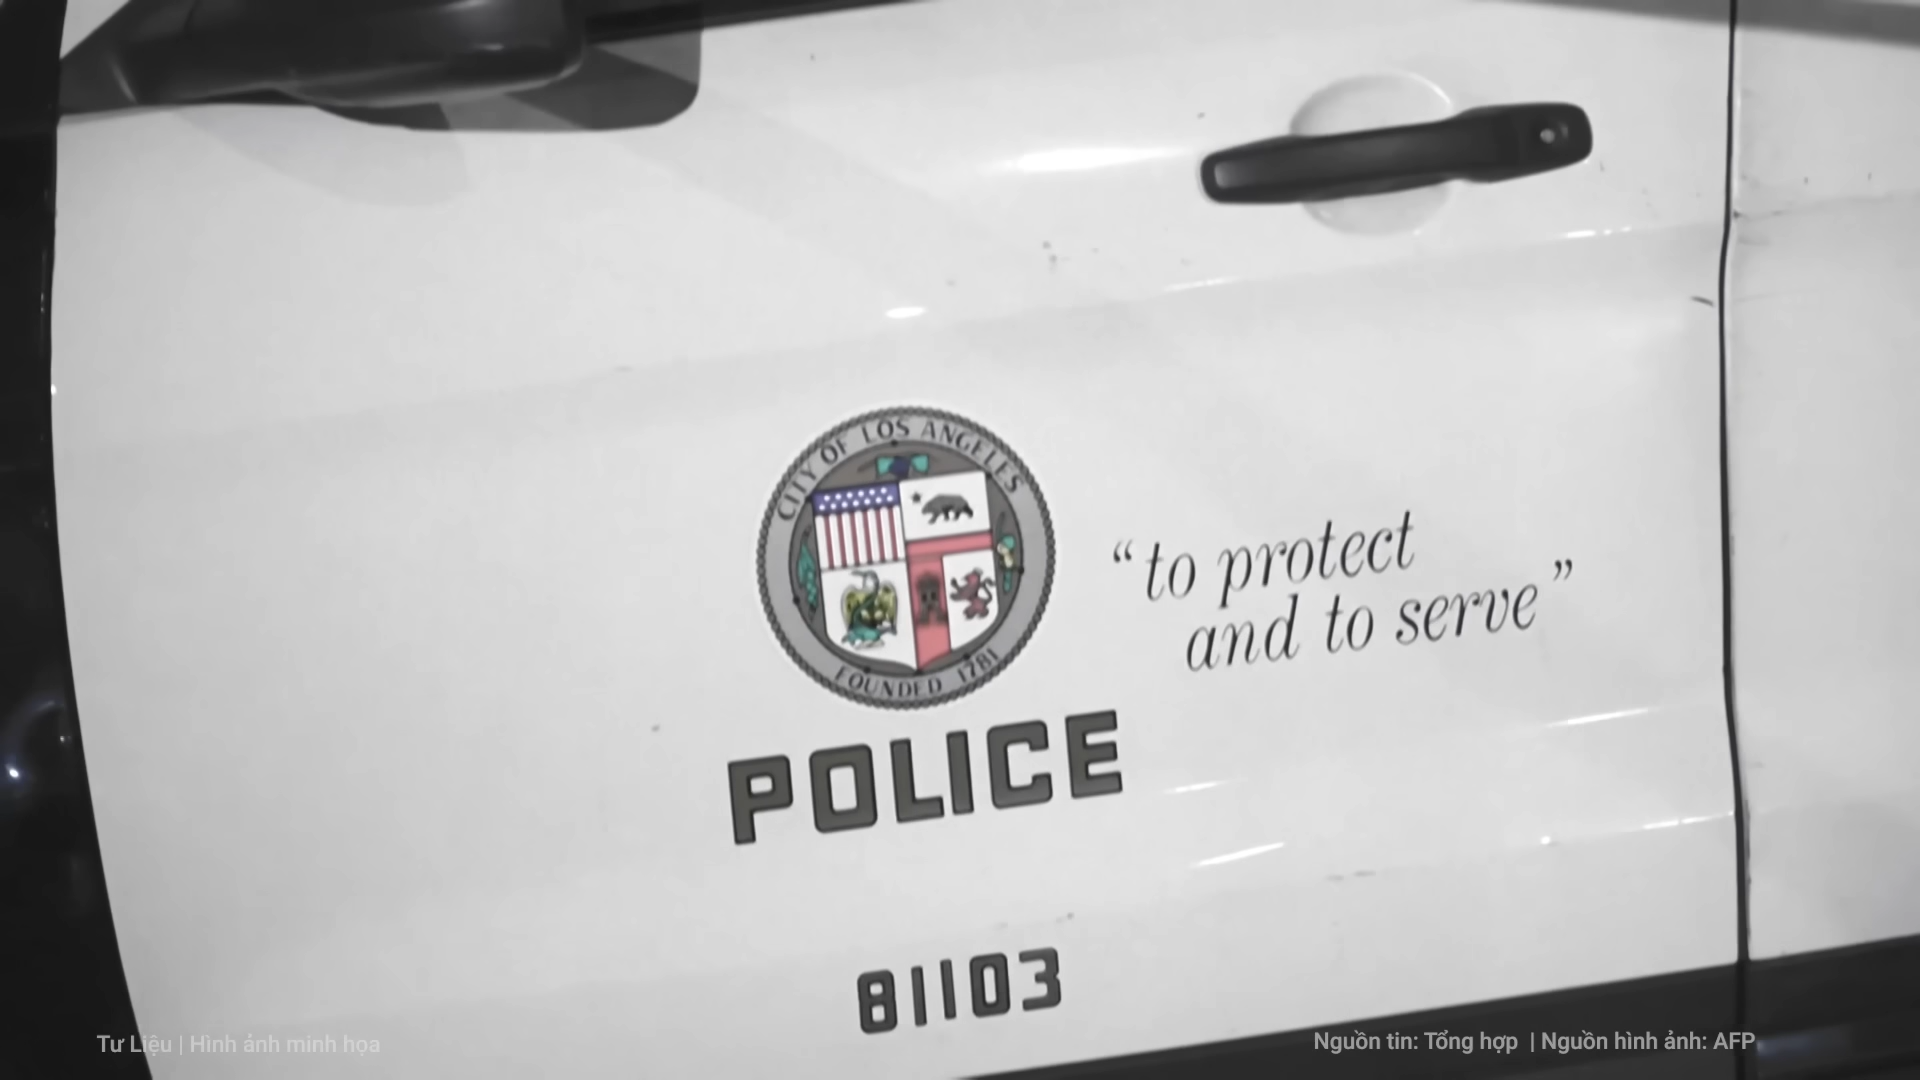 CITY OF LOS ANGELES
FOUNDED 1781
“to protect
and to serve”
POLICE
81103
Tư Liệu | Hình ảnh minh họa
Nguồn tin: Tổng hợp | Nguồn hình ảnh: AFP